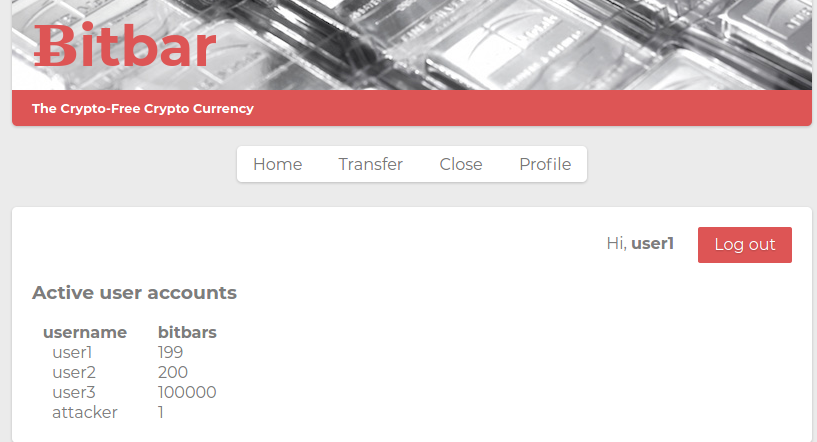 Ƀitbar
The Crypto-Free Crypto Currency
Home Transfer Close Profile
Hi, user1 Log out
Active user accounts
username bitbars
user1 199
user2 200
user3 100000
attacker 1